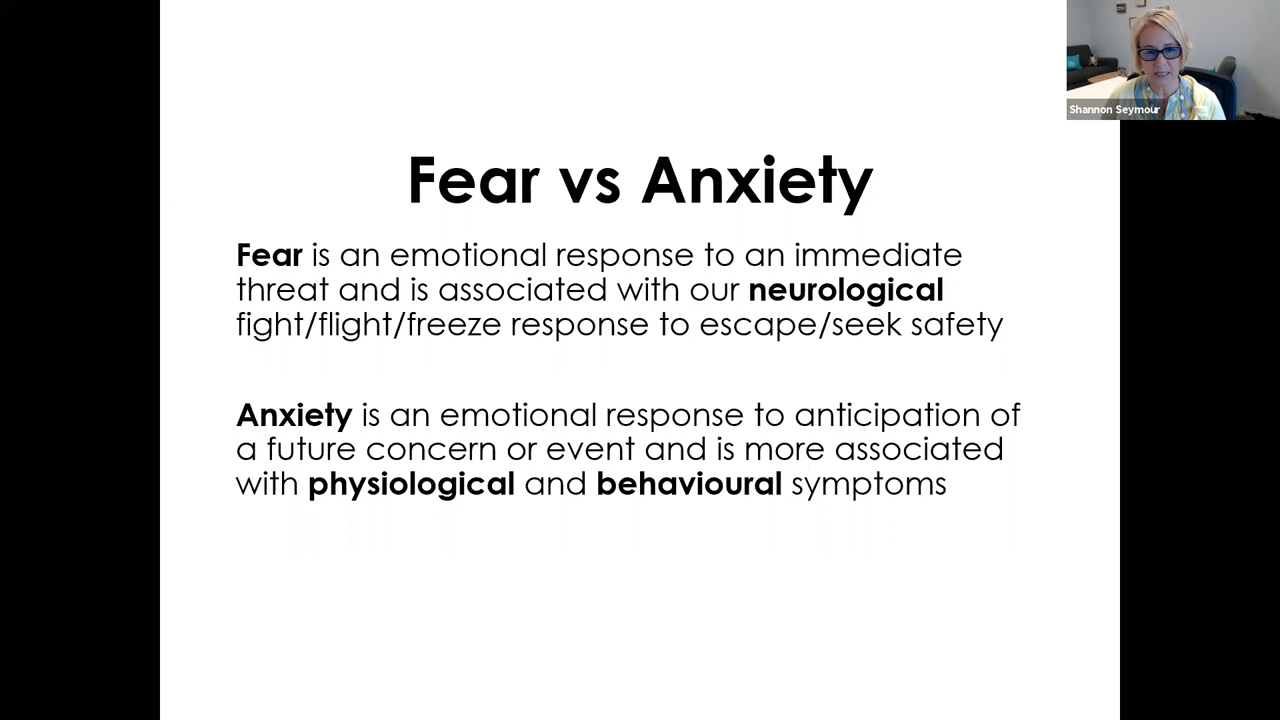 Shannon Seymour
Fear vs Anxiety
Fear is an emotional response to an immediate
threat and is associated with our neurological
fight/flight/freeze response to escape/seek safety
Anxiety is an emotional response to anticipation of
a future concern or event and is more associated
with physiological and behavioural symptoms